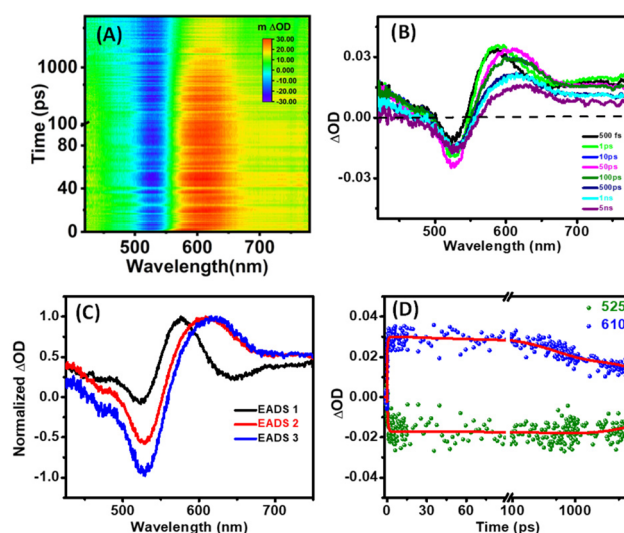 (A)
m ΔOD
30.00
20.00
10.00
0.000
-10.00
-20.00
-30.00
Time (ps)
1000
100
80
40
0
500
600
700
Wavelength(nm)
(B)
ΔOD
0.03
0.00
-0.03
500 fs
1ps
10ps
50ps
100ps
500ps
1ns
5ns
500
600
700
Wavelength (nm)
(C)
Normalized ΔOD
1.0
0.5
0.0
-0.5
-1.0
EADS 1
EADS 2
EADS 3
500
600
700
Wavelength (nm)
(D)
525
610
ΔOD
0.04
0.02
0.00
-0.02
-0.04
0
30
60
100
1000
Time (ps)